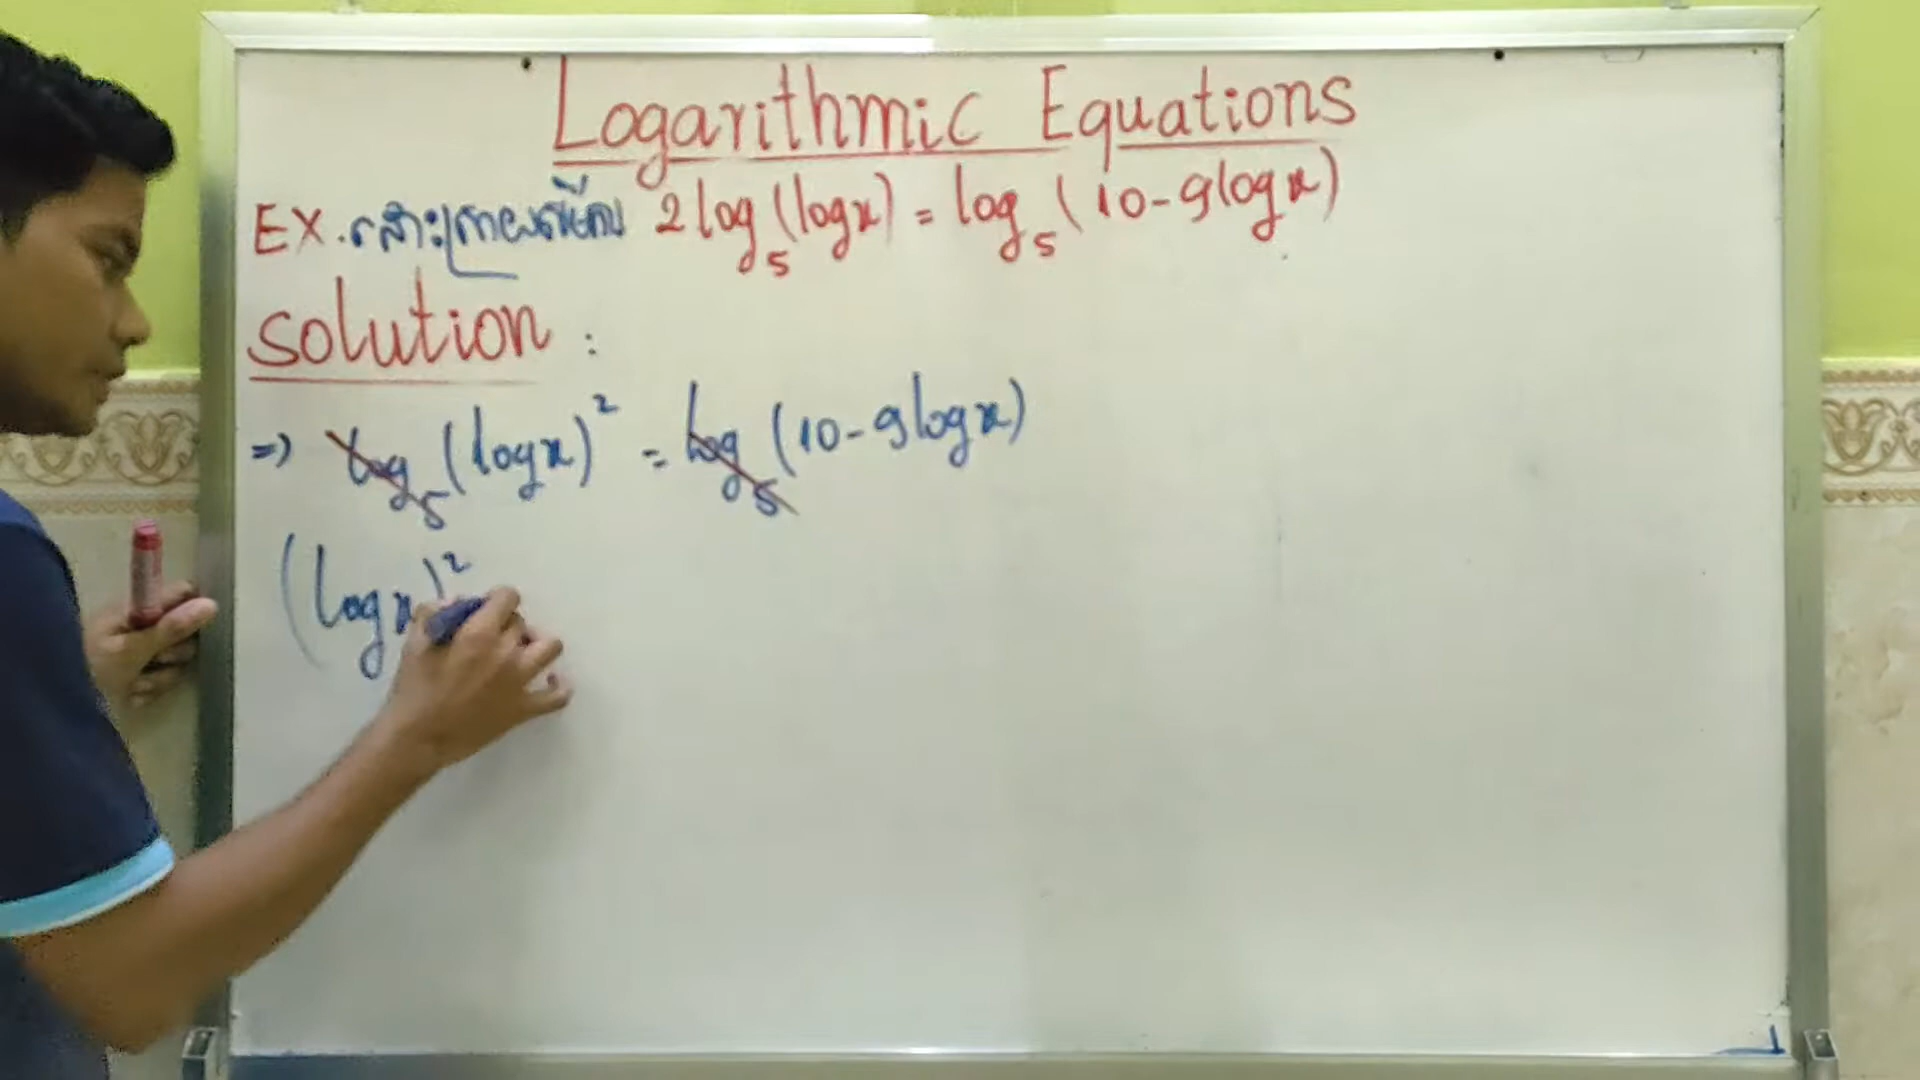 Logarithmic Equations
EX. ដោះស្រាយសមីការ 2log₅(logx) = log₅(10-9logx)
Solution :
=> log₅(logx)² = log₅(10-9logx)
(logx)²